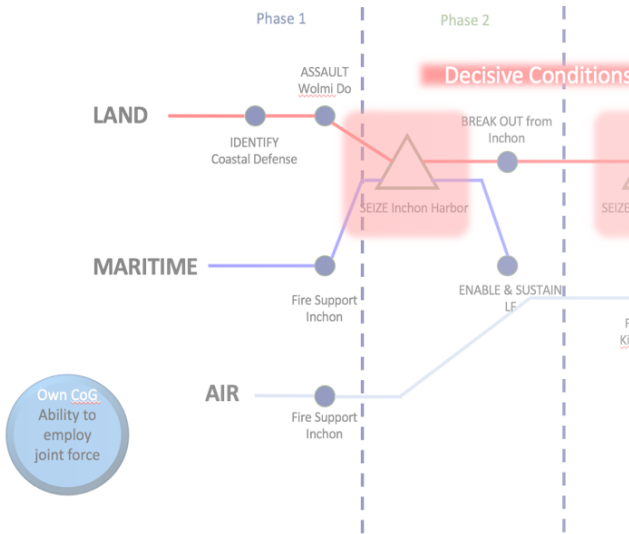 Phase 1
Phase 2
Decisive Conditions
ASSAULT
Wolmi Do
LAND
IDENTIFY
Coastal Defense
BREAK OUT from
Inchon
SEIZE Inchon Harbor
SEIZE
MARITIME
Fire Support
Inchon
ENABLE & SUSTAIN
LF
AIR
Fire Support
Inchon
Own CoG
Ability to
employ
joint force